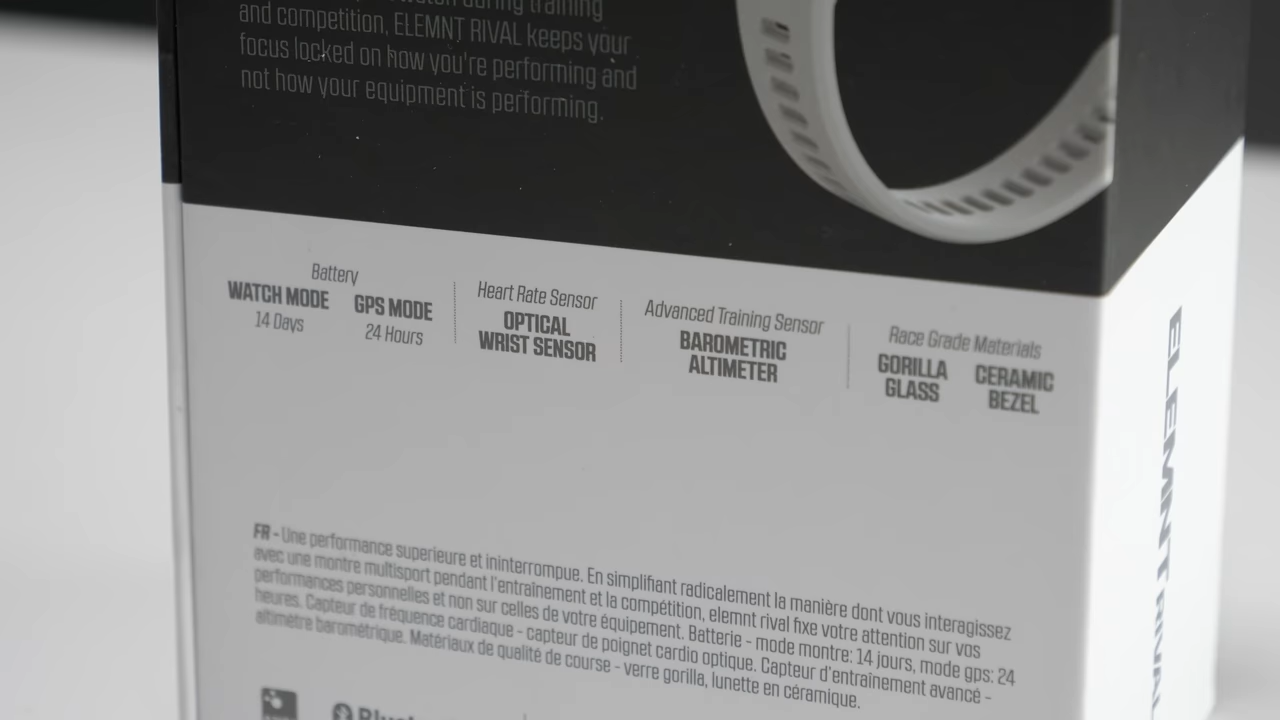 during training
and competition, ELEMNT RIVAL keeps your
focus locked on how you're performing and
not how your equipment is performing.
Battery
WATCH MODE
14 Days
GPS MODE
24 Hours
Heart Rate Sensor
OPTICAL
WRIST SENSOR
Advanced Training Sensor
BAROMETRIC
ALTIMETER
Race Grade Materials
GORILLA
GLASS
CERAMIC
BEZEL
FR - Une performance superieure et ininterrompue. En simplifiant radicalement la manière dont vous interagissez
avec une montre multisport pendant l'entraînement et la compétition, elemnt rival fixe votre attention sur vos
performances personnelles et non sur celles de votre équipement. Batterie - mode montre: 14 jours, mode gps: 24
heures. Capteur de fréquence cardiaque - capteur de poignet cardio optique. Capteur d'entraînement avancé -
altimètre barométrique. Matériaux de qualité de course - verre gorilla, lunette en céramique.
ELEMNT RIVAL